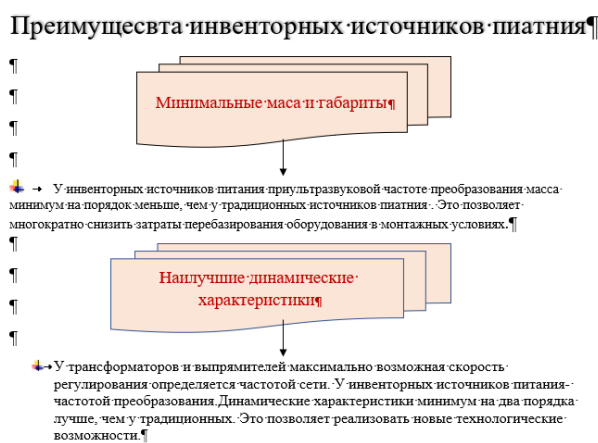 Преимущесвта инвенторных источников пиатния
Минимальные маса и габариты
У инвенторных источников питания приультразвуковой частоте преобразования масса
минимум на порядок меньше, чем у традиционных источников пиатния . Это позволяет
многократно снизить затраты перебазирования оборудования в монтажных условиях.
Наилучшие динамические
характеристики
У трансформаторов и выпрямителей максимально возможная скорость
регулирования определяется частотой сети. У инвенторных источников питания-
частотой преобразования.Динамические характеристики минимум на два порядка
лучше, чем у традиционных. Это позволяет реализовать новые технологические
возможности.